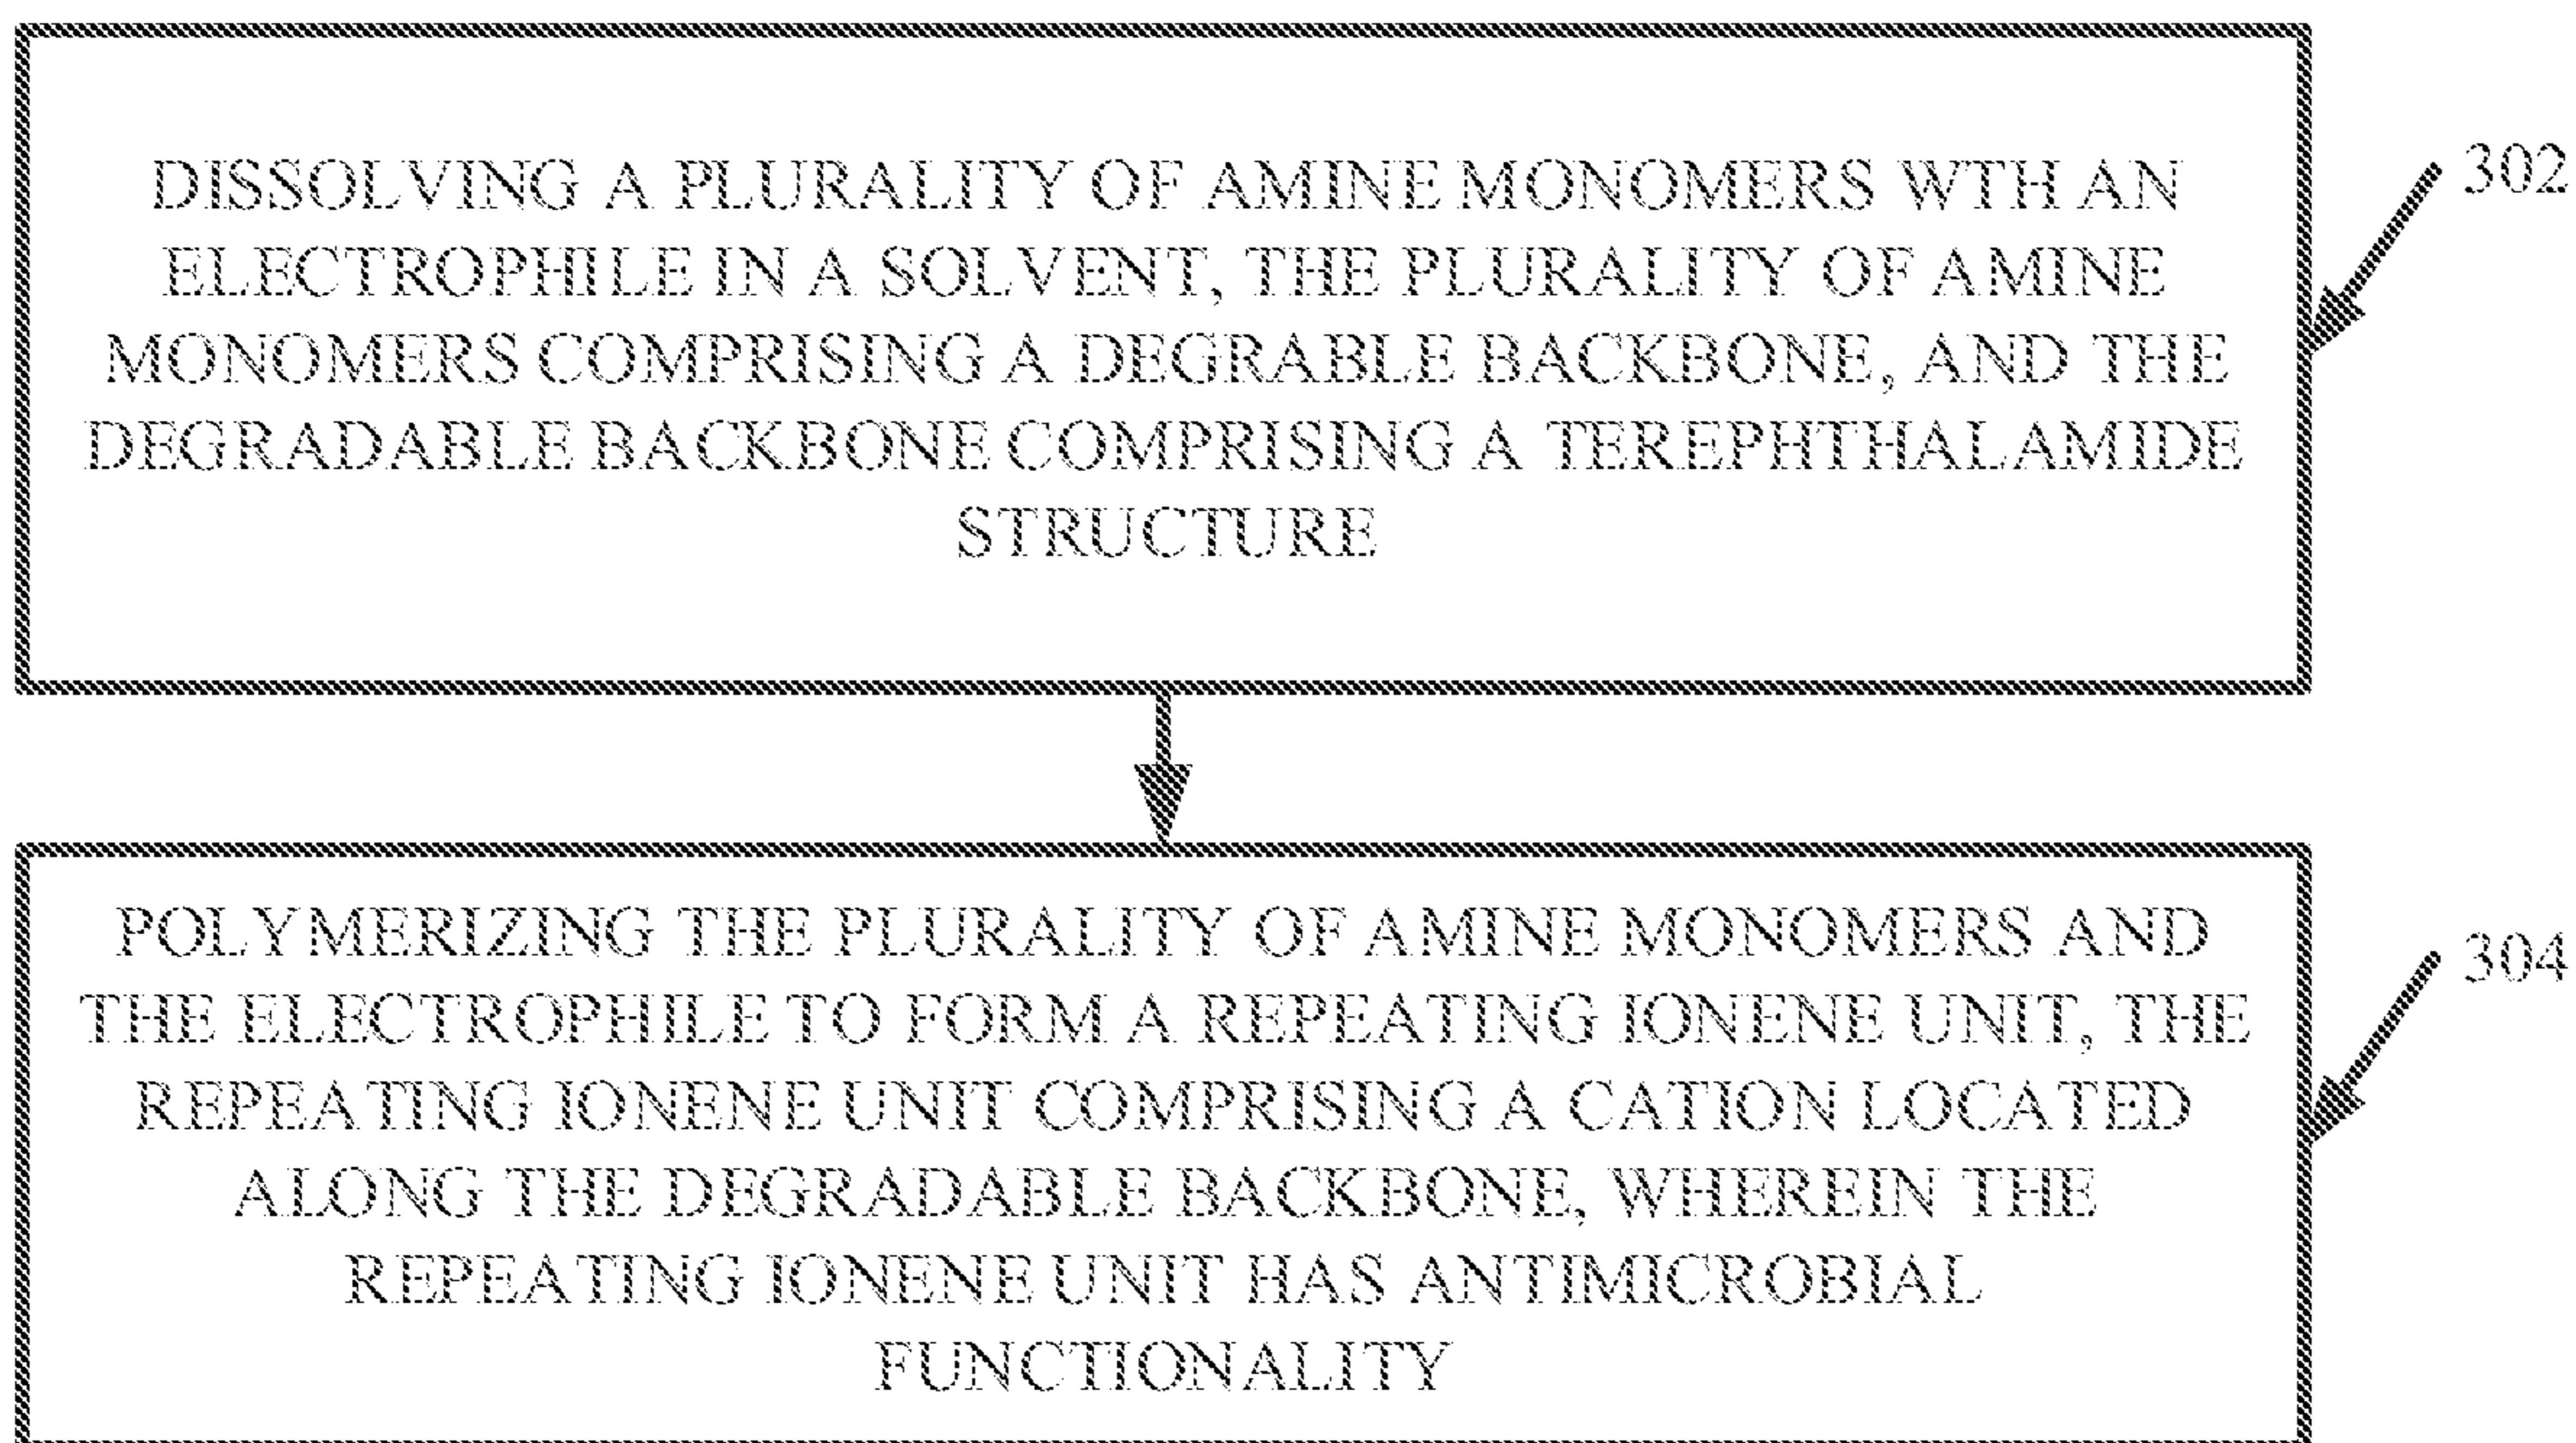 DISSOLVING A PLURALITY OF AMINE MONOMERS WTH AN
ELECTROPHILE IN A SOLVENT, THE PLURALITY OF AMINE
MONOMERS COMPRISING A DEGRABLE BACKBONE, AND THE
DEGRADABLE BACKBONE COMPRISING A TEREPHTHALAMIDE
STRUCTURE
302
POLYMERIZING THE PLURALITY OF AMINE MONOMERS AND
THE ELECTROPHILE TO FORM A REPEATING IONENE UNIT, THE
REPEATING IONENE UNIT COMPRISING A CATION LOCATED
ALONG THE DEGRADABLE BACKBONE, WHEREIN THE
REPEATING IONENE UNIT HAS ANTIMICROBIAL
FUNCTIONALITY
304